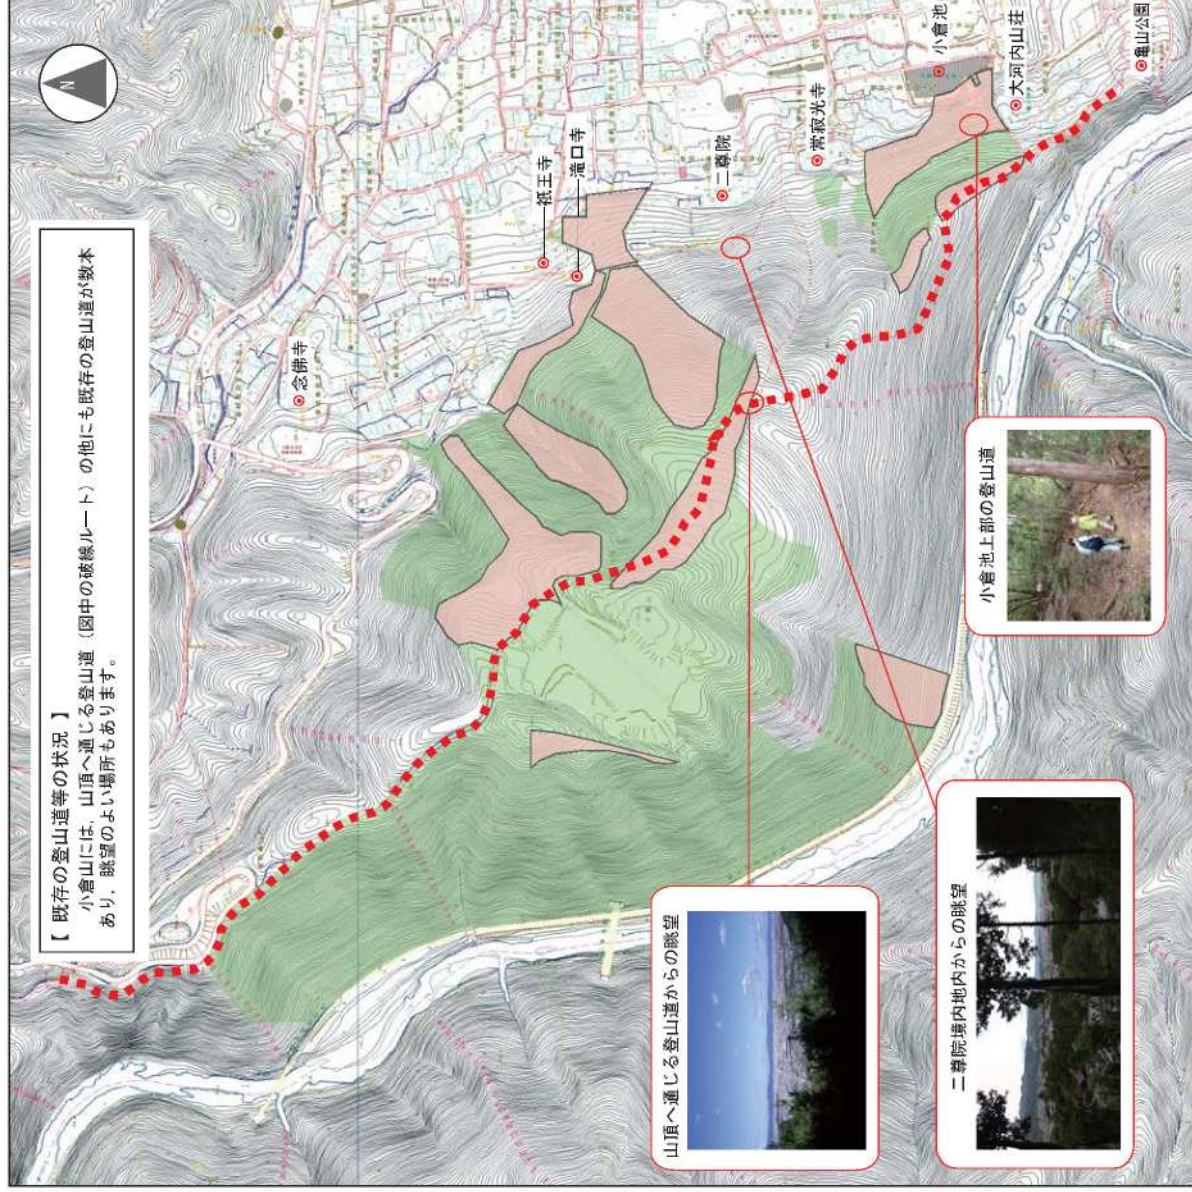 【 既存の登山道等の状況 】
小倉山には，山頂へ通じる登山道（図中の破線ルート）の他にも既存の登山道が数本
あり，眺望のよい場所もあります。
N
念佛寺
祇王寺
滝口寺
二尊院
常寂光寺
小倉池
大河内山荘
亀山公園
山頂へ通じる登山道からの眺望
二尊院境内地内からの眺望
小倉池上部の登山道